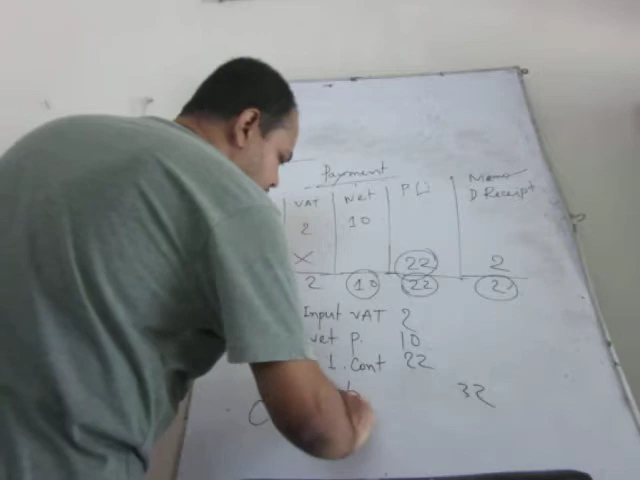 Payment
VAT Net P L Memo
D Receipt
2 10
X 22 2
2 10 22 2
Input VAT 2
Net P. 10
1. Cont 22
32
C